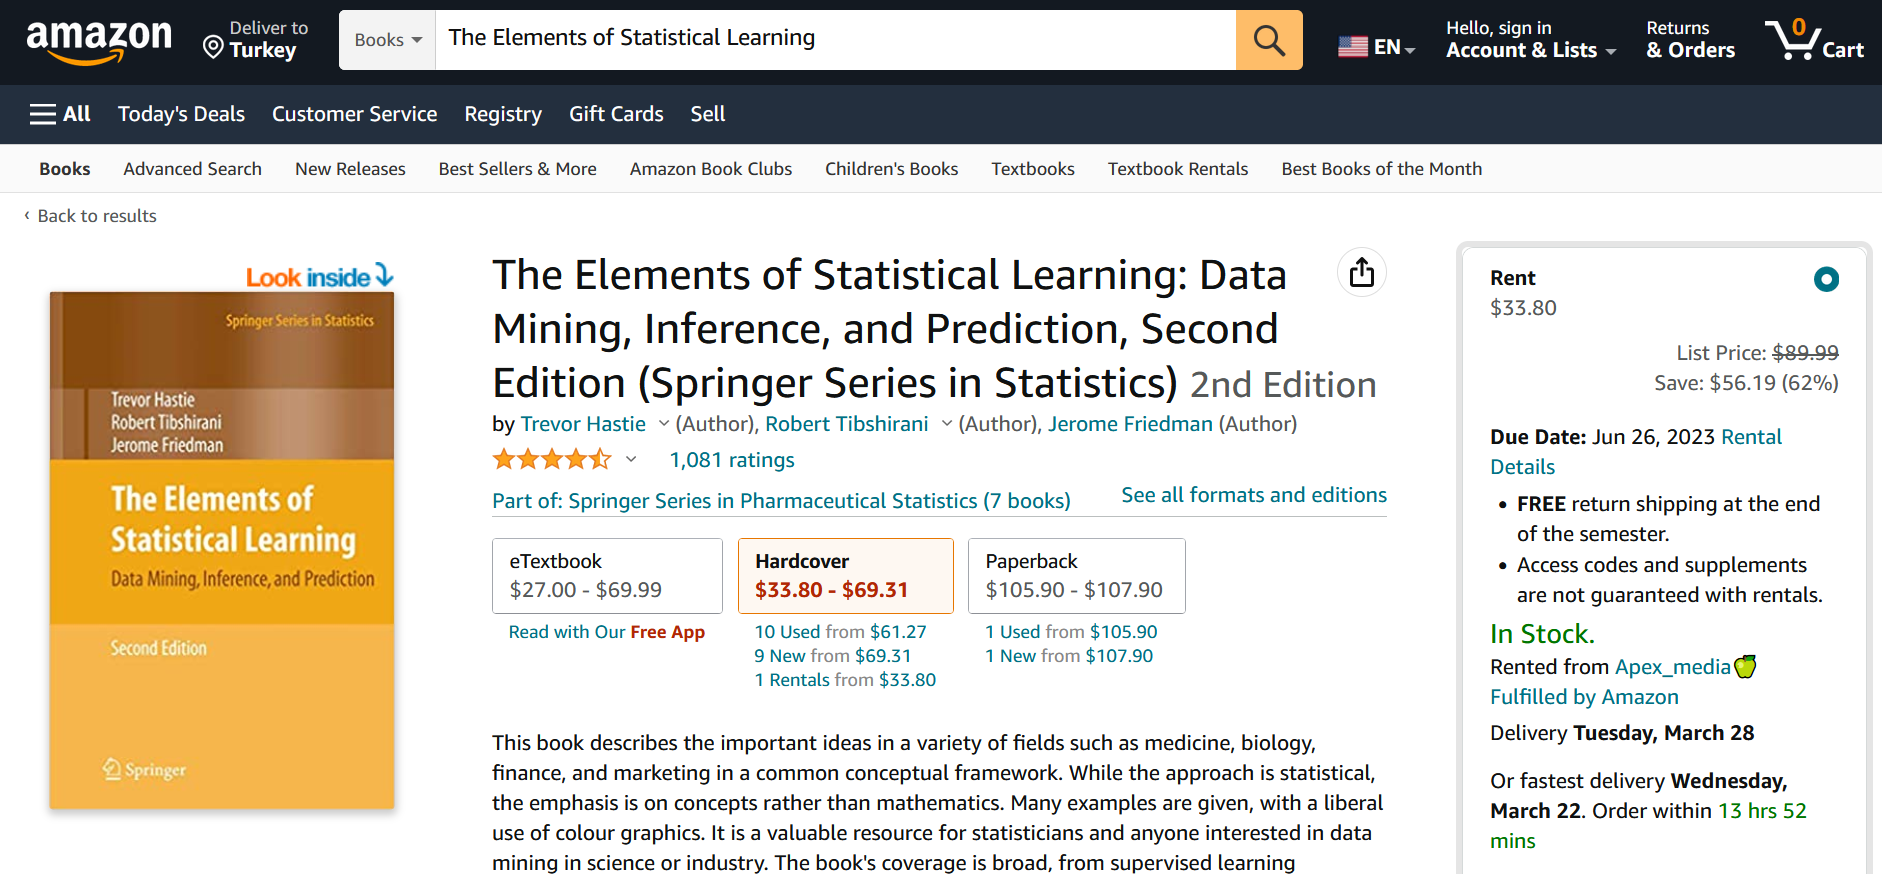 amazon
Deliver to
Turkey
Books
The Elements of Statistical Learning
EN
Hello, sign in
Account & Lists
Returns
& Orders
0
Cart
All
Today's Deals
Customer Service
Registry
Gift Cards
Sell
Books
Advanced Search
New Releases
Best Sellers & More
Amazon Book Clubs
Children's Books
Textbooks
Textbook Rentals
Best Books of the Month
‹ Back to results
Look inside
Springer Series in Statistics
Trevor Hastie
Robert Tibshirani
Jerome Friedman
The Elements of
Statistical Learning
Data Mining, Inference, and Prediction
Second Edition
Springer
The Elements of Statistical Learning: Data
Mining, Inference, and Prediction, Second
Edition (Springer Series in Statistics) 2nd Edition
by Trevor Hastie (Author), Robert Tibshirani (Author), Jerome Friedman (Author)
1,081 ratings
Part of: Springer Series in Pharmaceutical Statistics (7 books)
See all formats and editions
eTextbook
$27.00 - $69.99
Read with Our Free App
Hardcover
$33.80 - $69.31
10 Used from $61.27
9 New from $69.31
1 Rentals from $33.80
Paperback
$105.90 - $107.90
1 Used from $105.90
1 New from $107.90
This book describes the important ideas in a variety of fields such as medicine, biology,
finance, and marketing in a common conceptual framework. While the approach is statistical,
the emphasis is on concepts rather than mathematics. Many examples are given, with a liberal
use of colour graphics. It is a valuable resource for statisticians and anyone interested in data
mining in science or industry. The book's coverage is broad, from supervised learning
Rent
$33.80
List Price: $89.99
Save: $56.19 (62%)
Due Date: Jun 26, 2023 Rental
Details
• FREE return shipping at the end
of the semester.
• Access codes and supplements
are not guaranteed with rentals.
In Stock.
Rented from Apex_media🍏
Fulfilled by Amazon
Delivery Tuesday, March 28
Or fastest delivery Wednesday,
March 22. Order within 13 hrs 52
mins